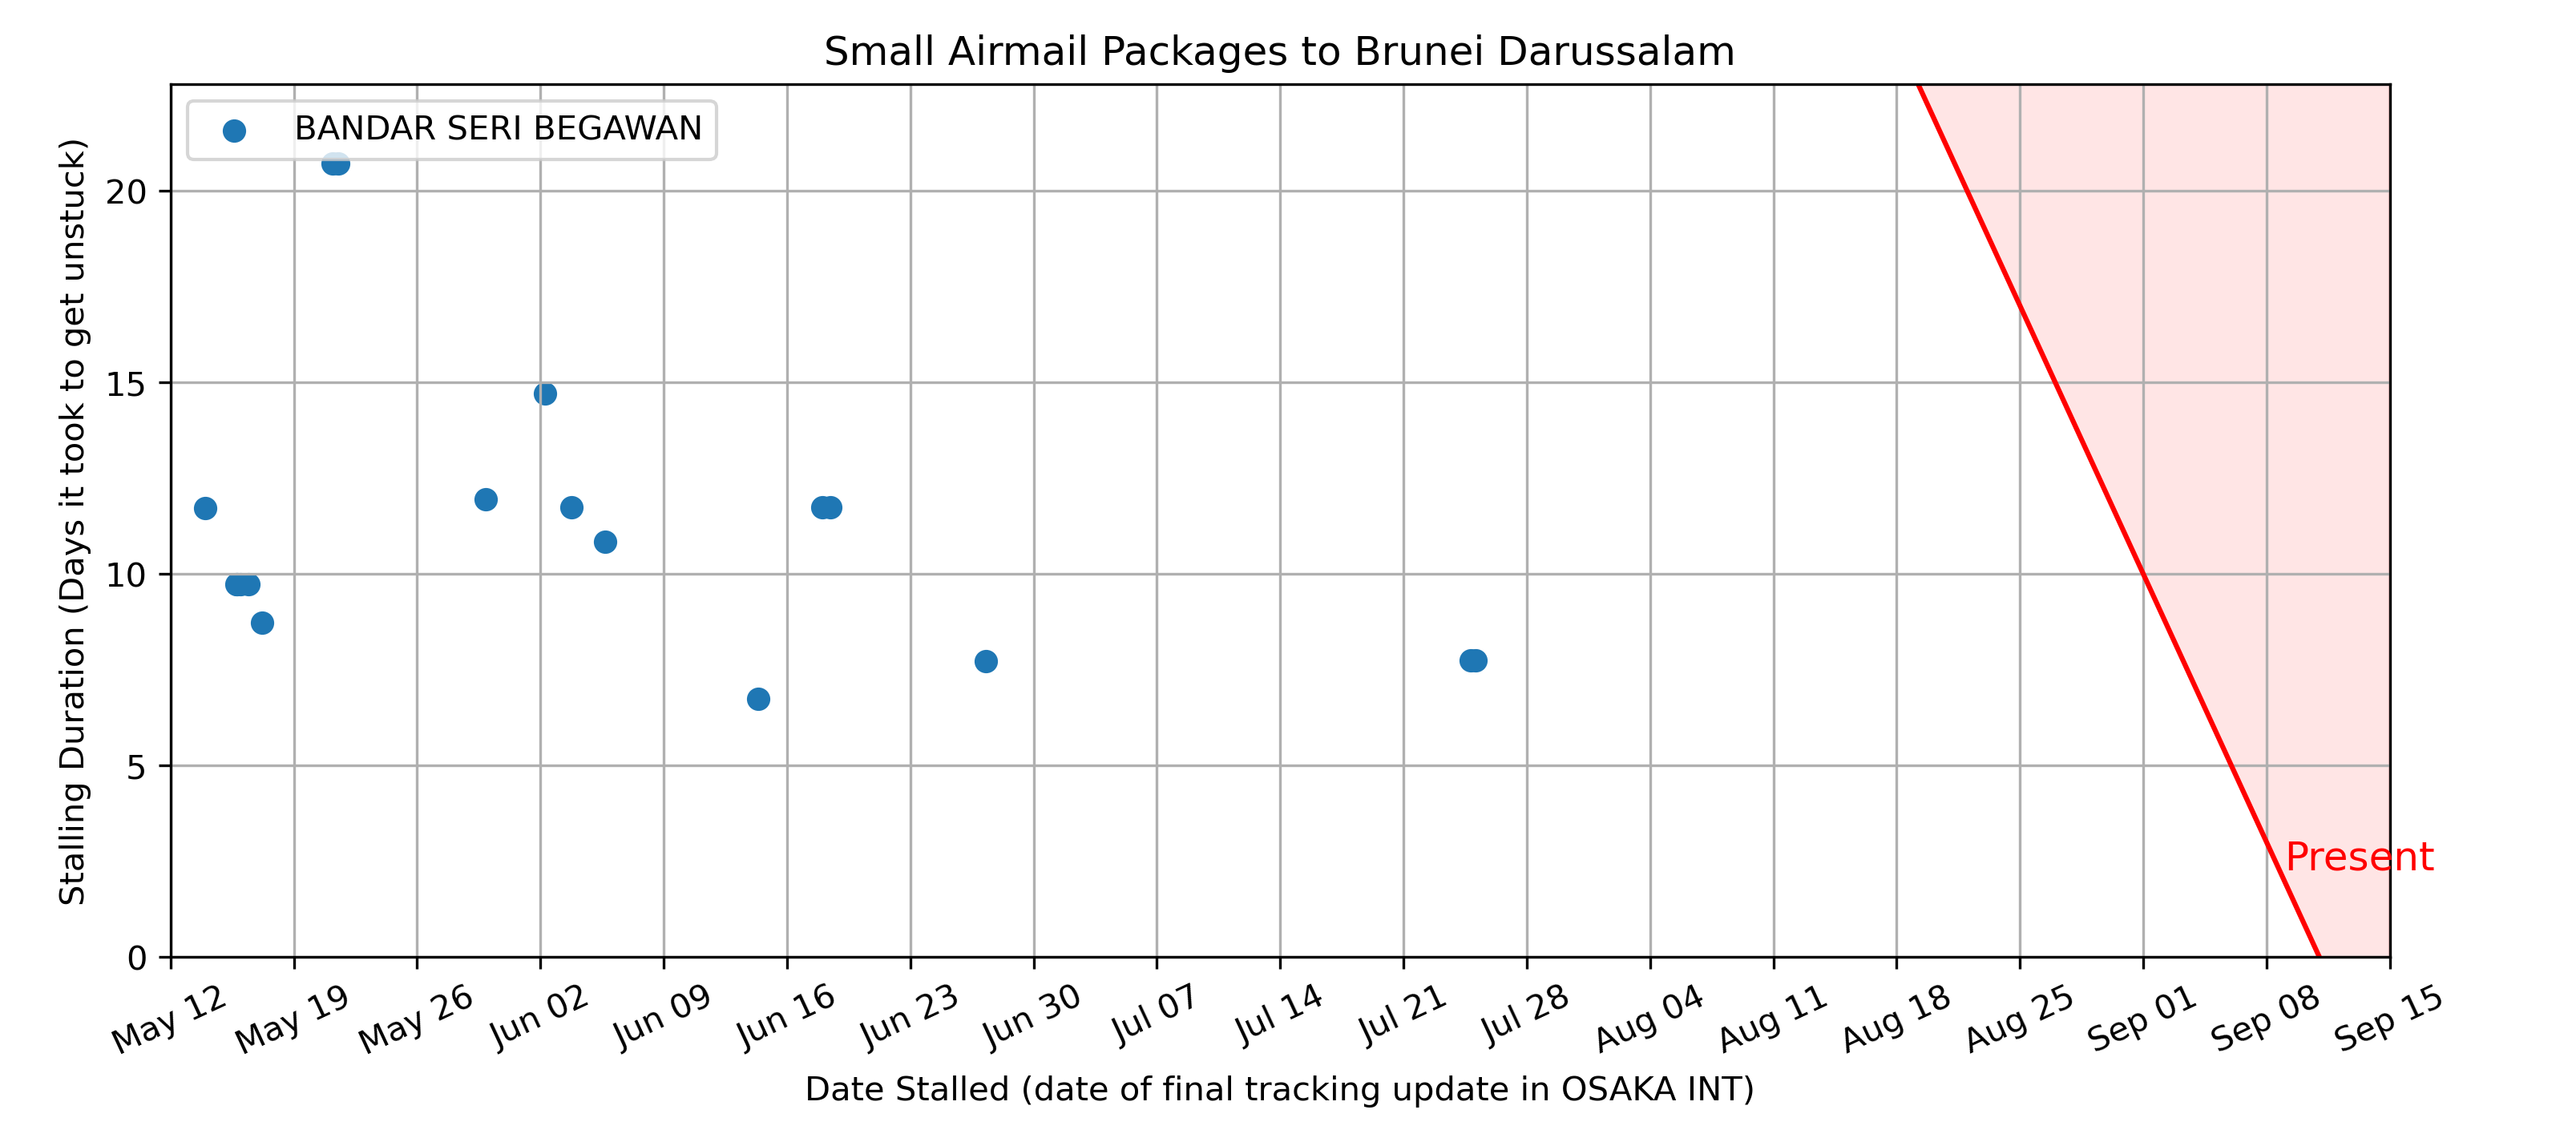 Small Airmail Packages to Brunei Darussalam
BANDAR SERI BEGAWAN
Stalling Duration (Days it took to get unstuck)
20
15
10
5
0
Present
May 12
May 19
May 26
Jun 02
Jun 09
Jun 16
Jun 23
Jun 30
Jul 07
Jul 14
Jul 21
Jul 28
Aug 04
Aug 11
Aug 18
Aug 25
Sep 01
Sep 08
Sep 15
Date Stalled (date of final tracking update in OSAKA INT)